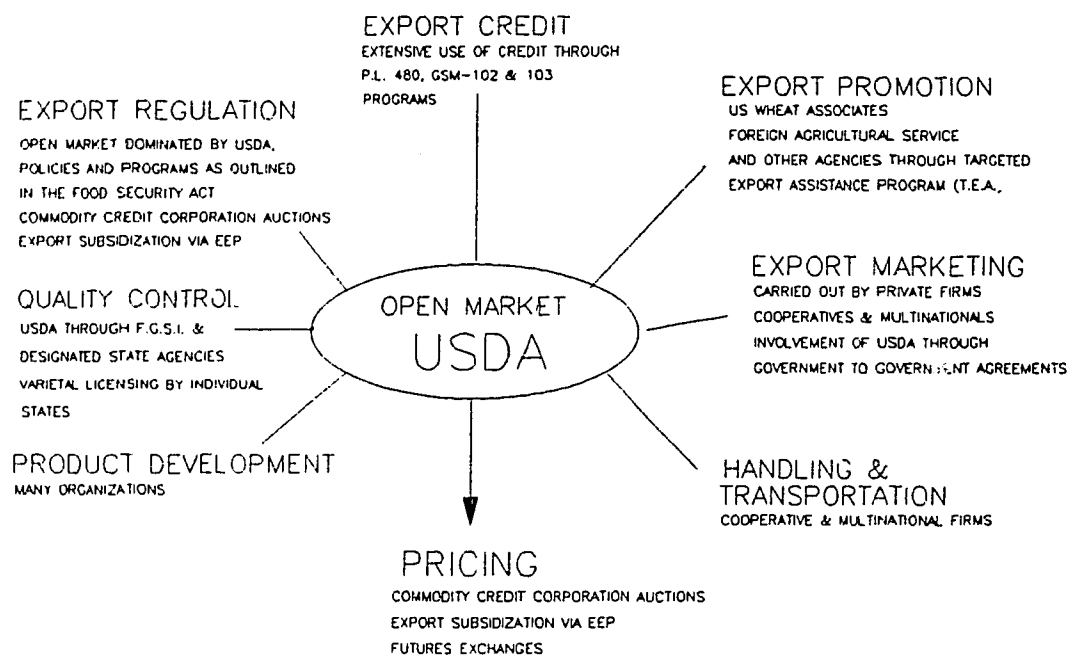 EXPORT CREDIT
EXTENSIVE USE OF CREDIT THROUGH
P.L. 480, GSM-102 & 103
PROGRAMS
EXPORT REGULATION
OPEN MARKET DOMINATED BY USDA,
POLICIES AND PROGRAMS AS OUTLINED
IN THE FOOD SECURITY ACT
COMMODITY CREDIT CORPORATION AUCTIONS
EXPORT SUBSIDIZATION VIA EEP
EXPORT PROMOTION
US WHEAT ASSOCIATES
FOREIGN AGRICULTURAL SERVICE
AND OTHER AGENCIES THROUGH TARGETED
EXPORT ASSISTANCE PROGRAM (T.E.A,
QUALITY CONTROL
USDA THROUGH F.G.S.I. &
DESIGNATED STATE AGENCIES
VARIETAL LICENSING BY INDIVIDUAL
STATES
OPEN MARKET
USDA
EXPORT MARKETING
CARRIED OUT BY PRIVATE FIRMS
COOPERATIVES & MULTINATIONALS
INVOLVEMENT OF USDA THROUGH
GOVERNMENT TO GOVERNMENT AGREEMENTS
PRODUCT DEVELOPMENT
MANY ORGANIZATIONS
HANDLING &
TRANSPORTATION
COOPERATIVE & MULTINATIONAL FIRMS
PRICING
COMMODITY CREDIT CORPORATION AUCTIONS
EXPORT SUBSIDIZATION VIA EEP
FUTURES EXCHANGES